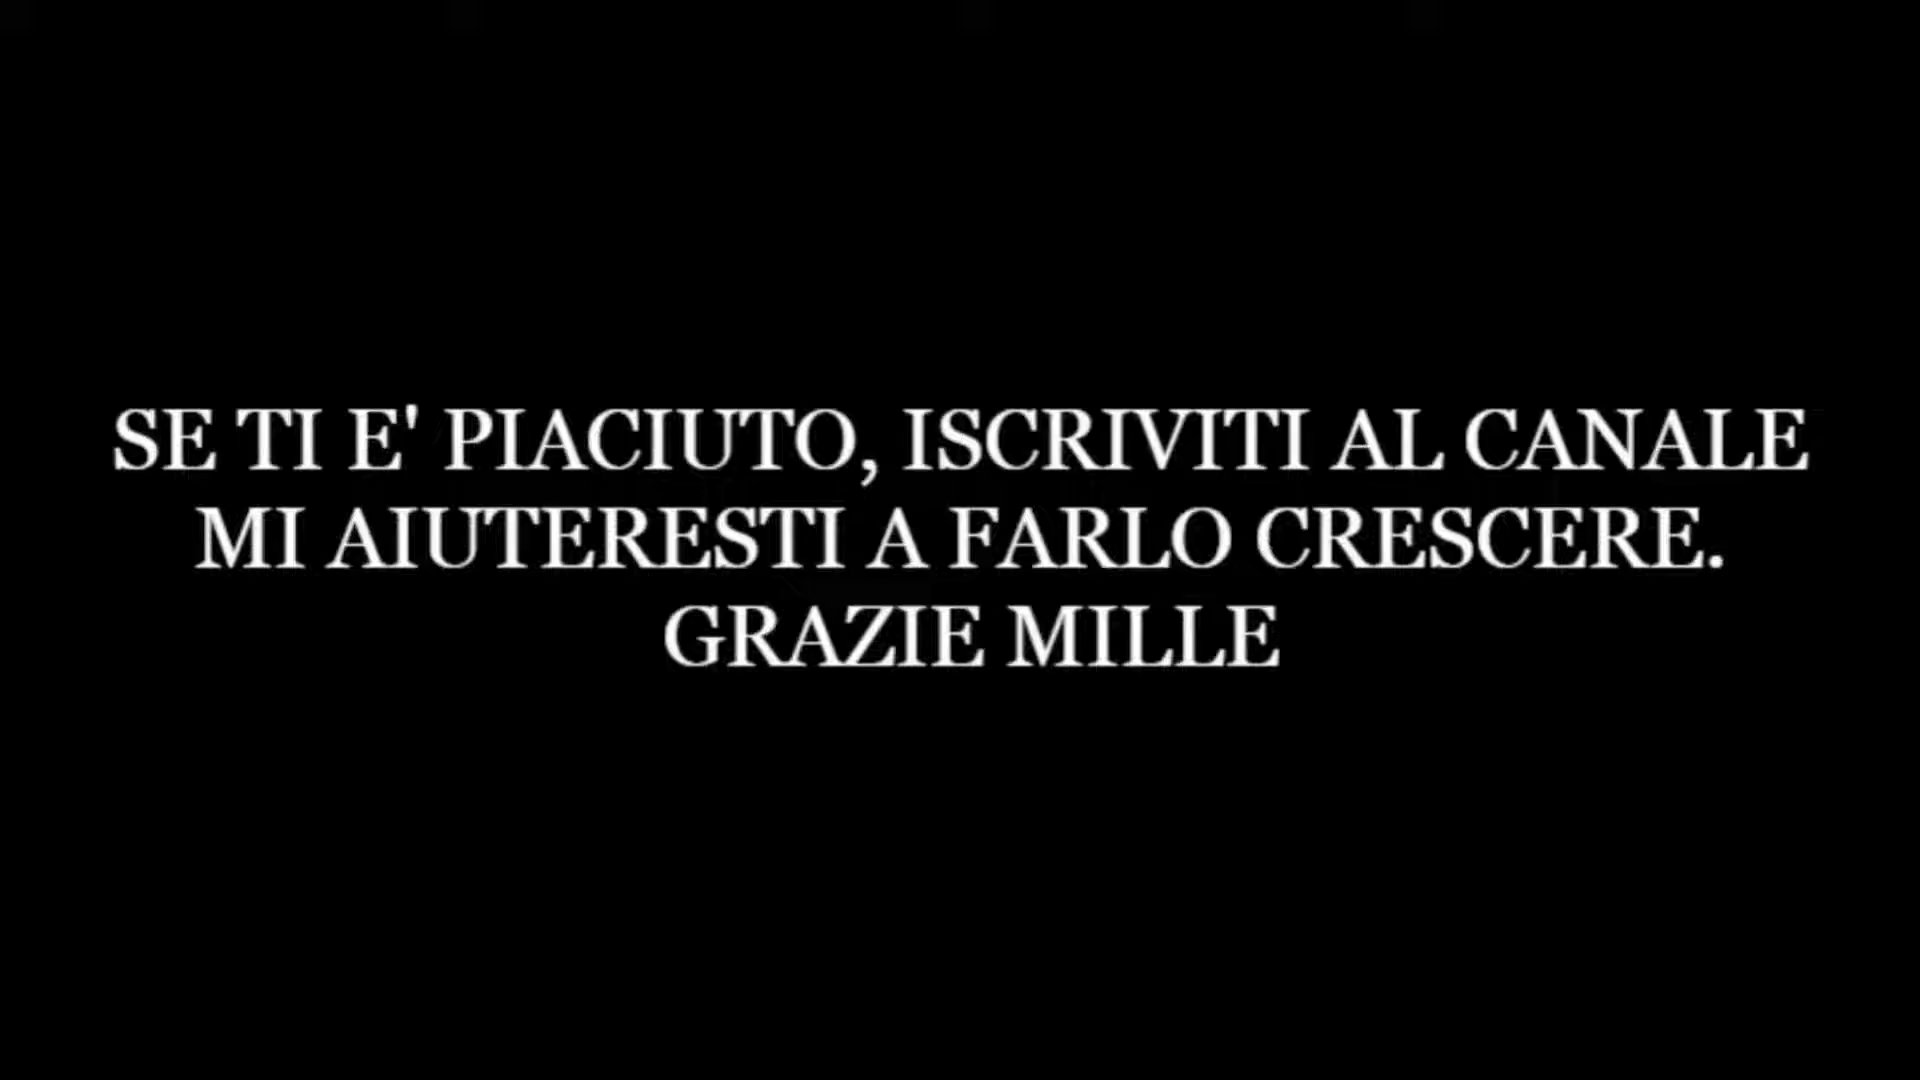 SE TI E' PIACIUTO, ISCRIVITI AL CANALE
MI AIUTERESTI A FARLO CRESCERE.
GRAZIE MILLE